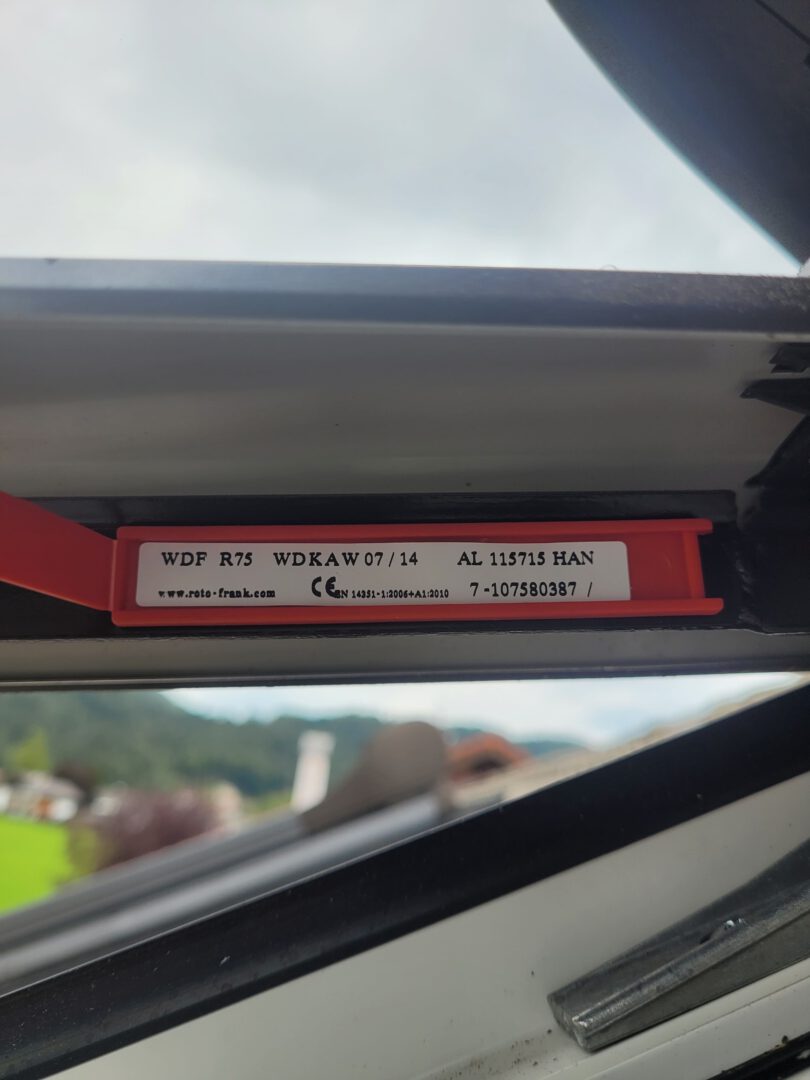 WDF R75 WDKAW 07 / 14 AL 115715 HAN
www.roto-frank.com CE EN 14351-1:2006+A1:2010 7-107580387 /